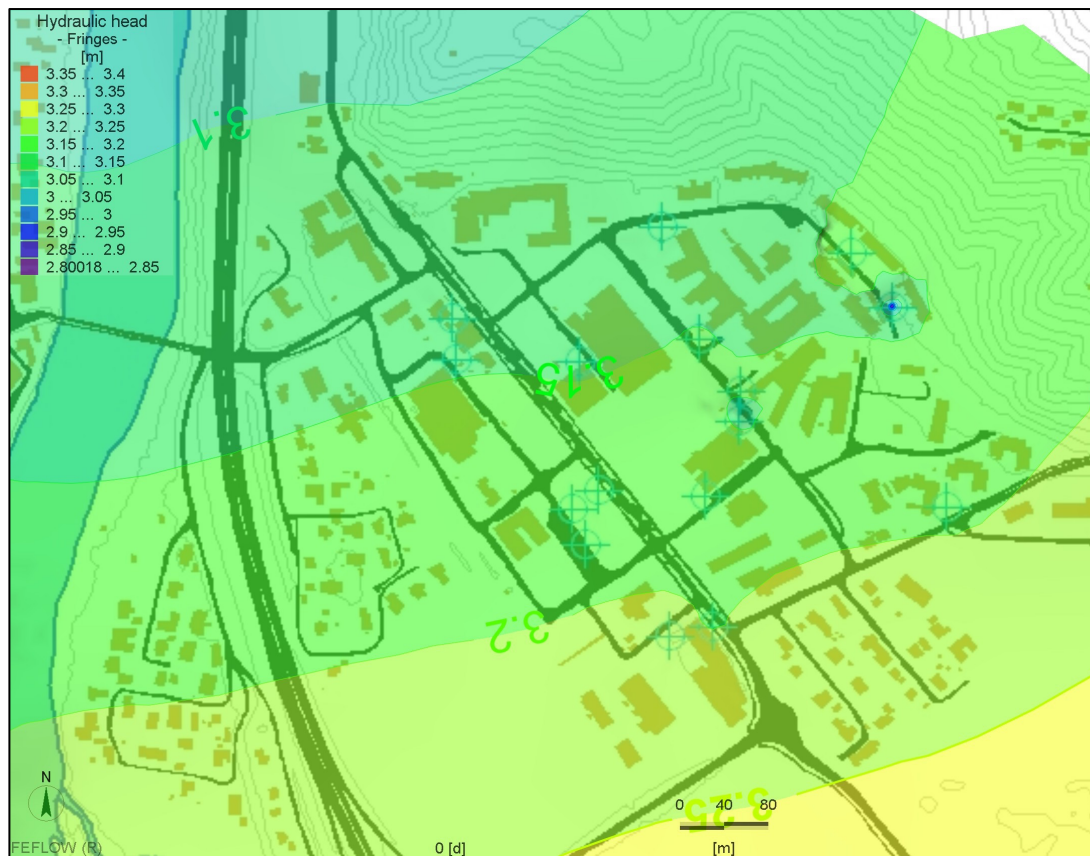 Hydraulic head
- Fringes -
[m]
3.35 ... 3.4
3.3 ... 3.35
3.25 ... 3.3
3.2 ... 3.25
3.15 ... 3.2
3.1 ... 3.15
3.05 ... 3.1
3 ... 3.05
2.95 ... 3
2.9 ... 2.95
2.85 ... 2.9
2.80018 ... 2.85
3.1
3.15
3.2
3.25
N
0 40 80
FEFLOW (R)
0 [d]
[m]